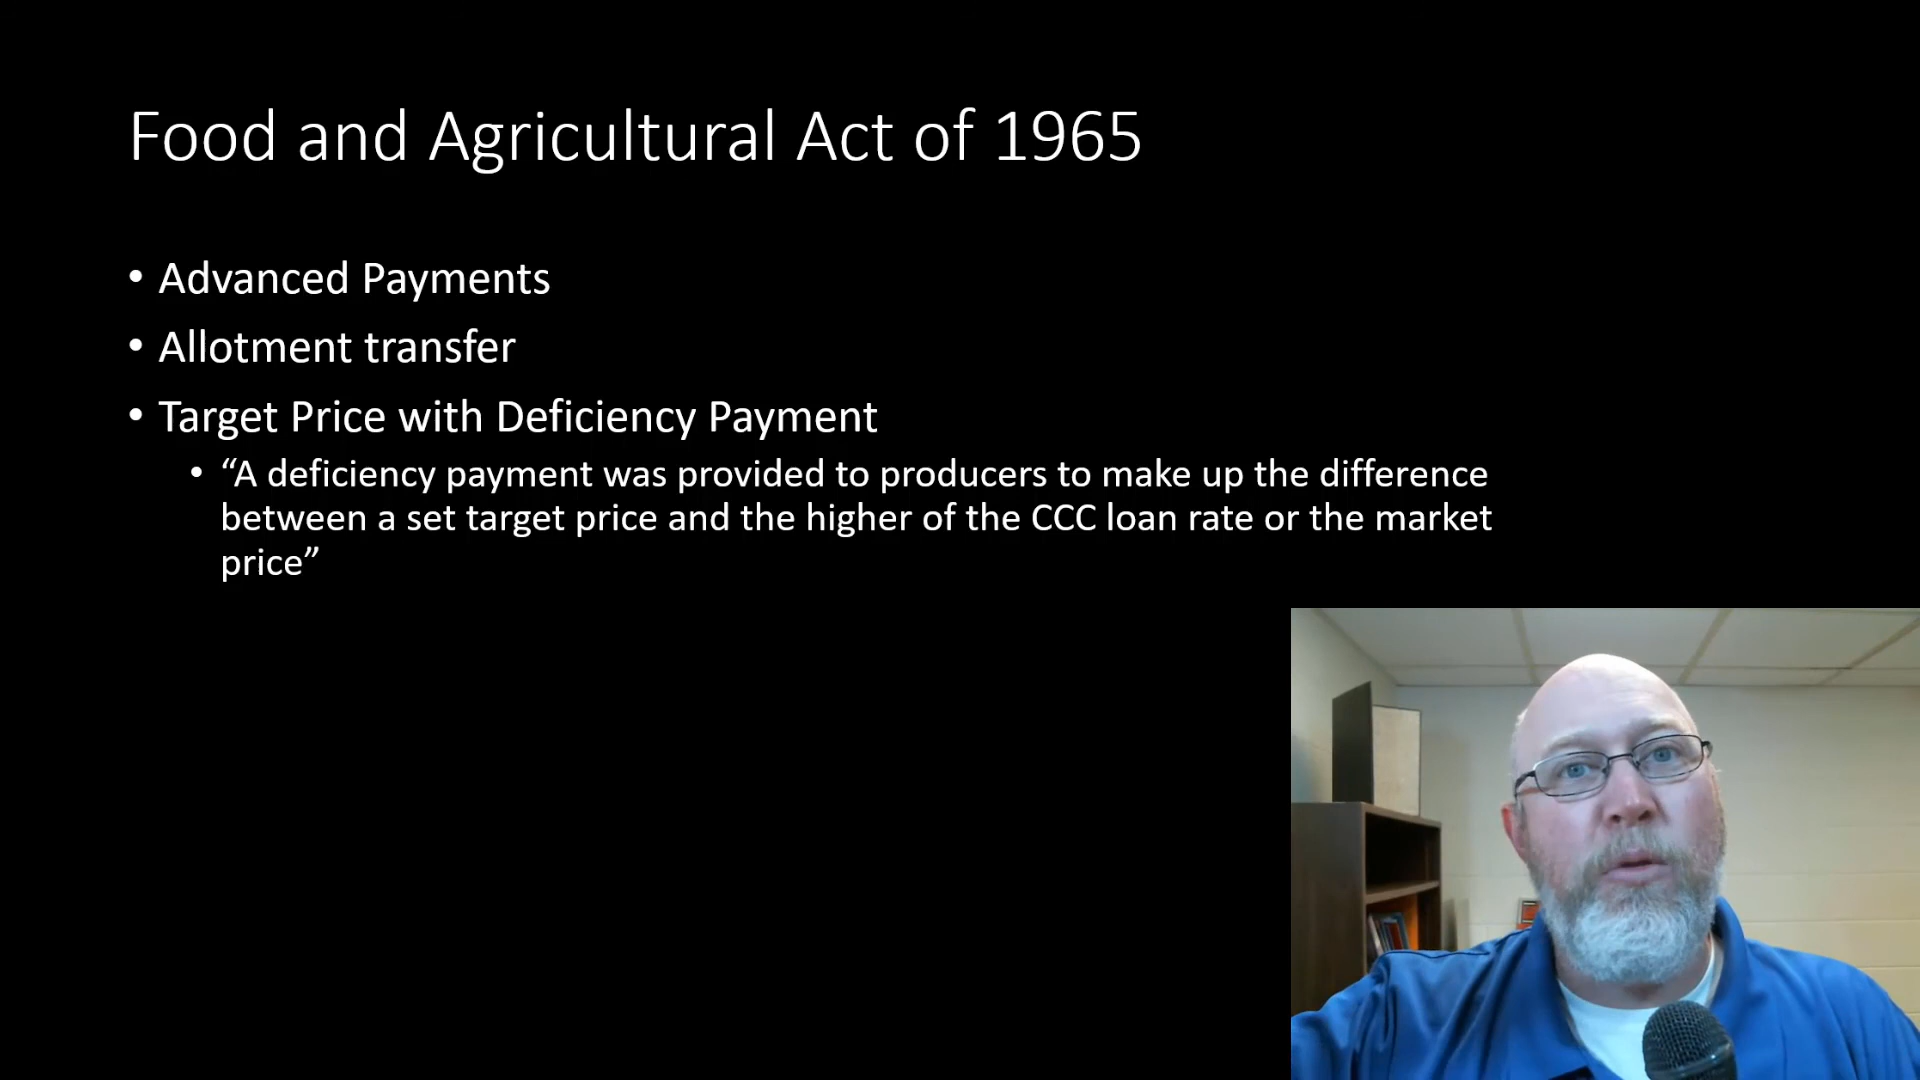 Food and Agricultural Act of 1965
• Advanced Payments
• Allotment transfer
• Target Price with Deficiency Payment
• “A deficiency payment was provided to producers to make up the difference
between a set target price and the higher of the CCC loan rate or the market
price”